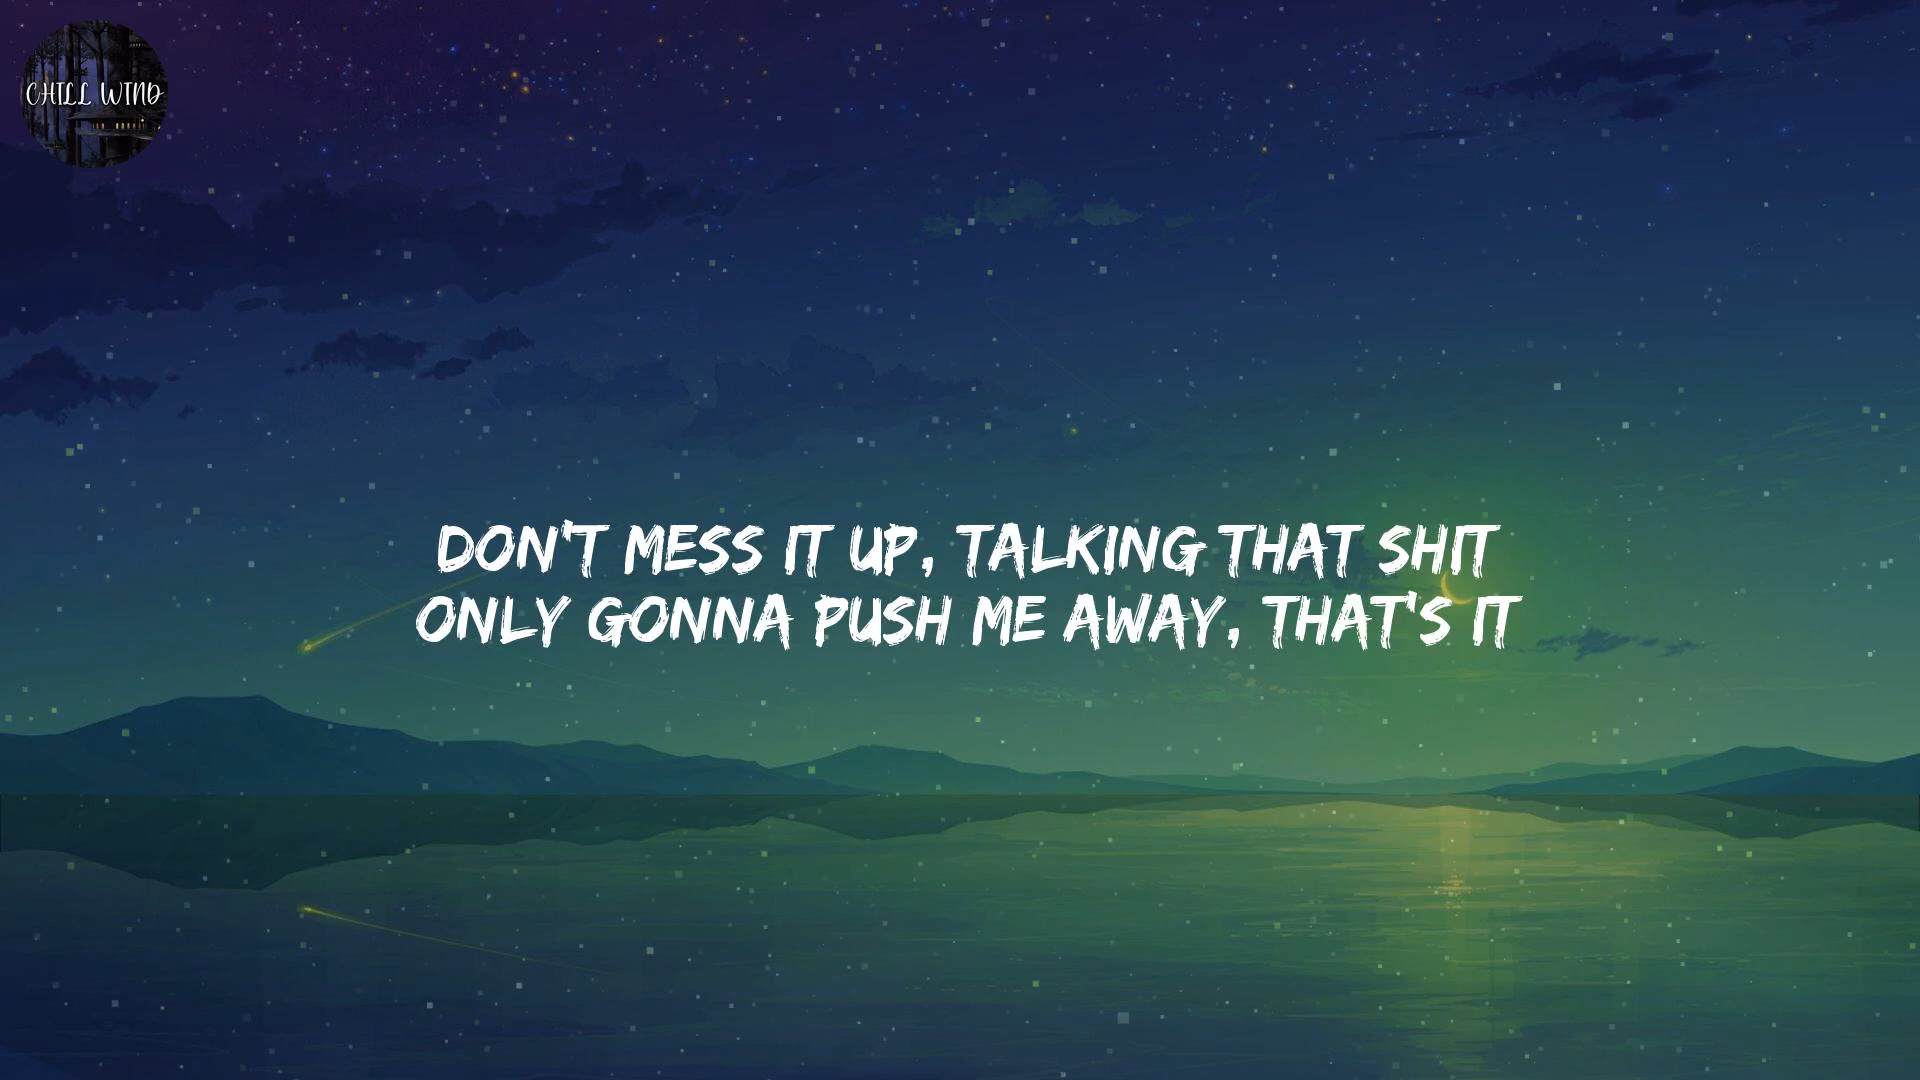 CHILL WIND
DON'T MESS IT UP, TALKING THAT SHIT
ONLY GONNA PUSH ME AWAY, THAT'S IT